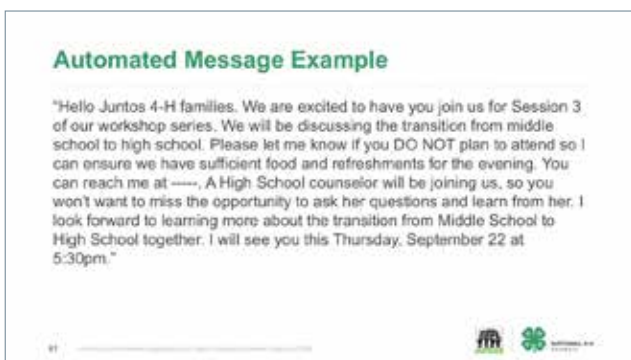 Automated Message Example
"Hello Juntos 4-H families. We are excited to have you join us for Session 3
of our workshop series. We will be discussing the transition from middle
school to high school. Please let me know if you DO NOT plan to attend so I
can ensure we have sufficient food and refreshments for the evening. You
can reach me at -----. A High School counselor will be joining us, so you
won't want to miss the opportunity to ask her questions and learn from her. I
look forward to learning more about the transition from Middle School to
High School together. I will see you this Thursday, September 22 at
5:30pm."